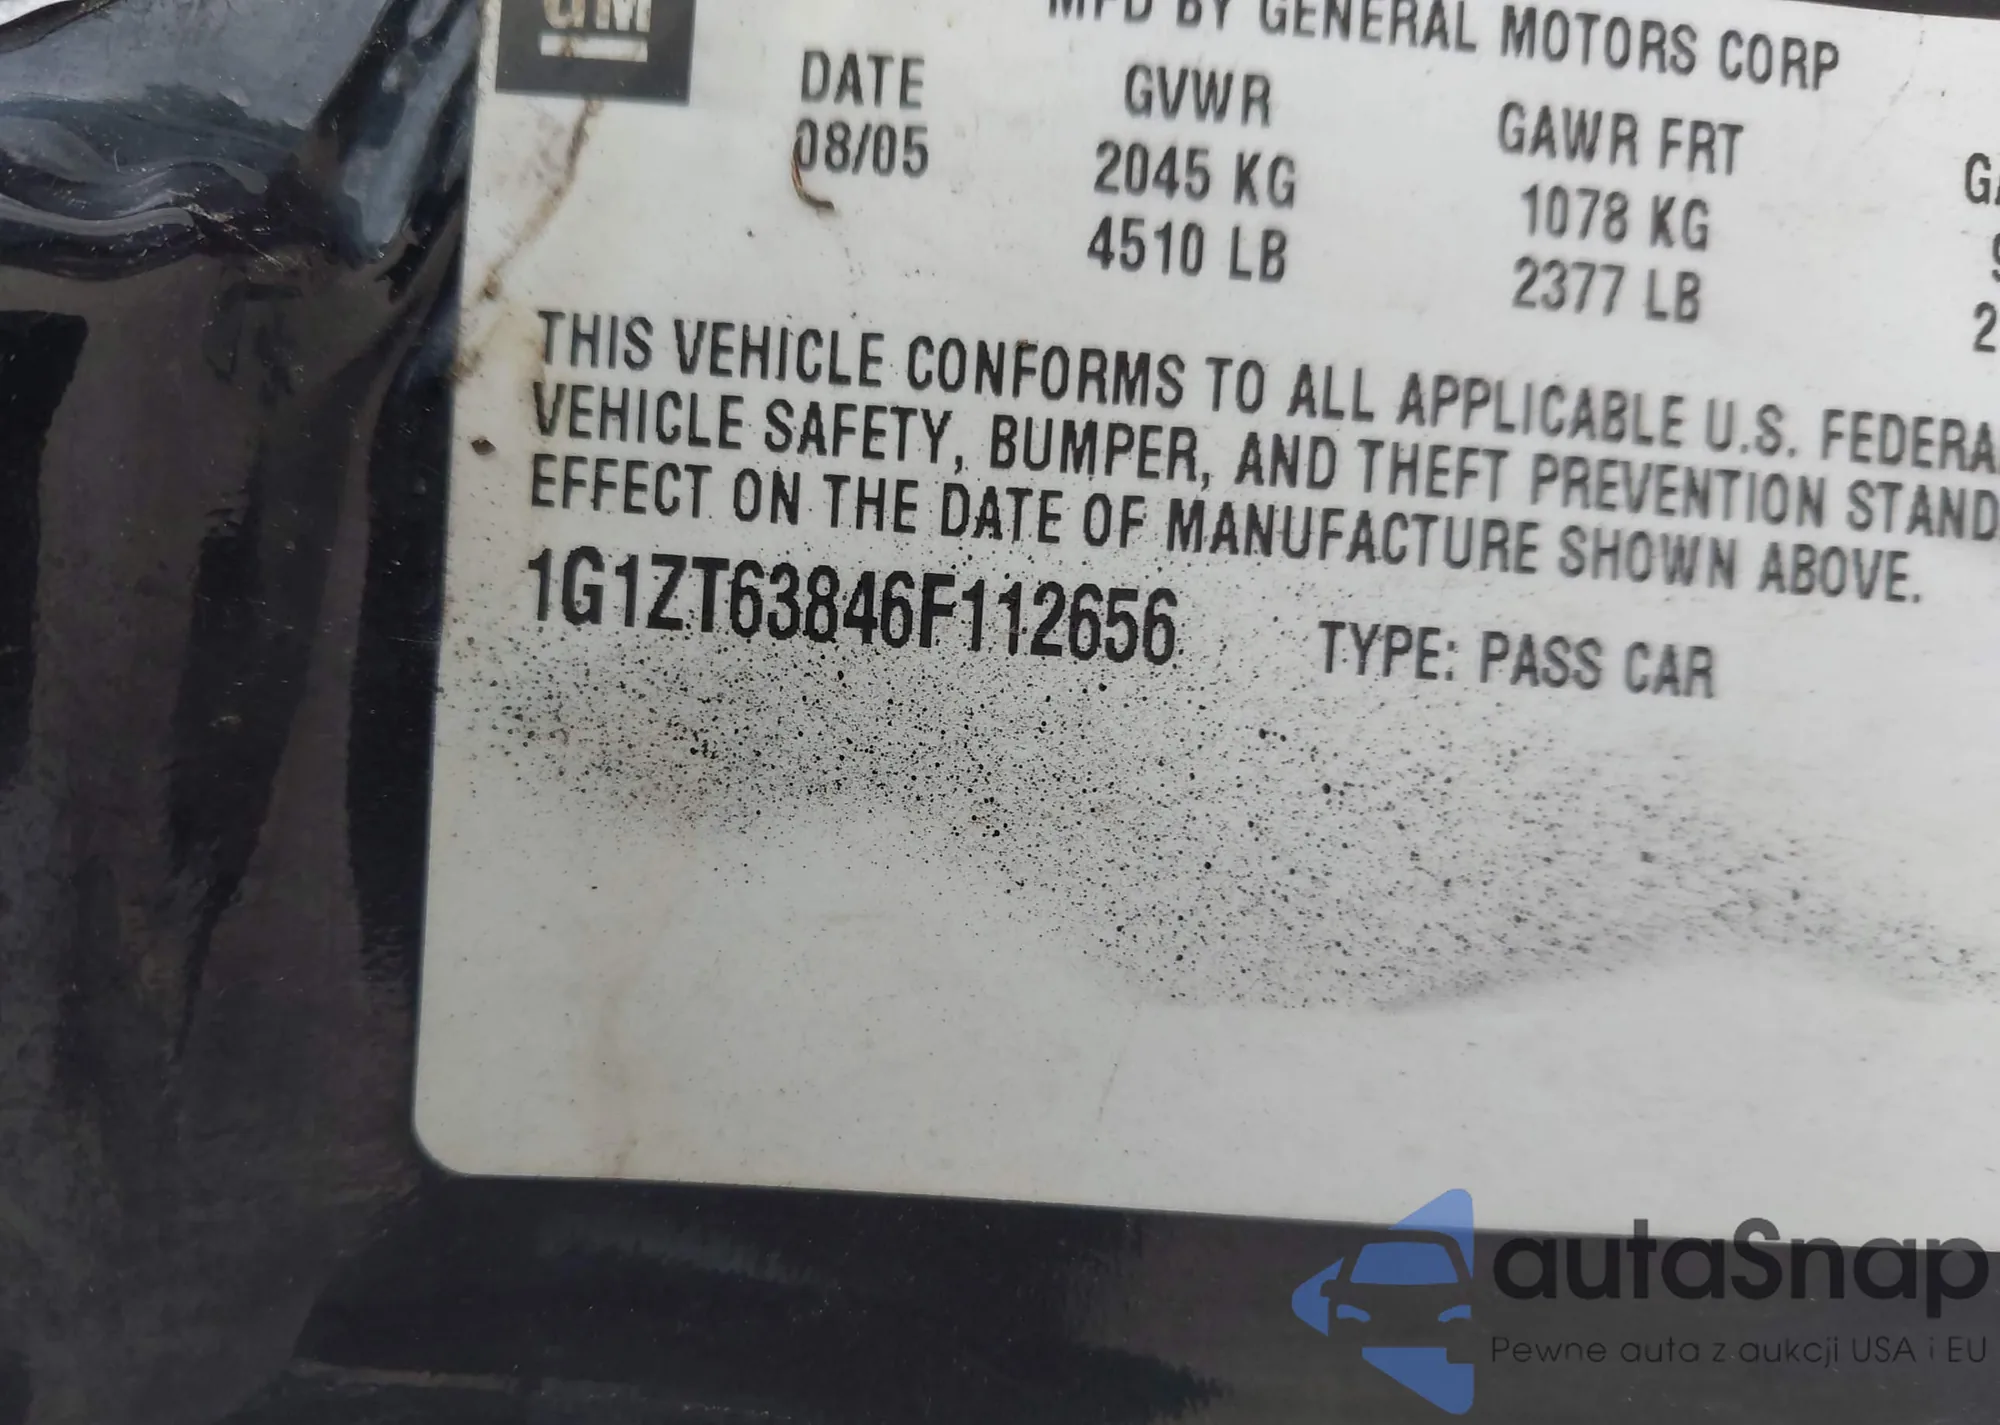 GM
MFD BY GENERAL MOTORS CORP
DATE GVWR GAWR FRT
08/05 2045 KG 1078 KG
4510 LB 2377 LB
THIS VEHICLE CONFORMS TO ALL APPLICABLE U.S. FEDERA
VEHICLE SAFETY, BUMPER, AND THEFT PREVENTION STAND
EFFECT ON THE DATE OF MANUFACTURE SHOWN ABOVE.
1G1ZT63846F112656 TYPE: PASS CAR
autaSnap
Pewne auta z aukcji USA i EU